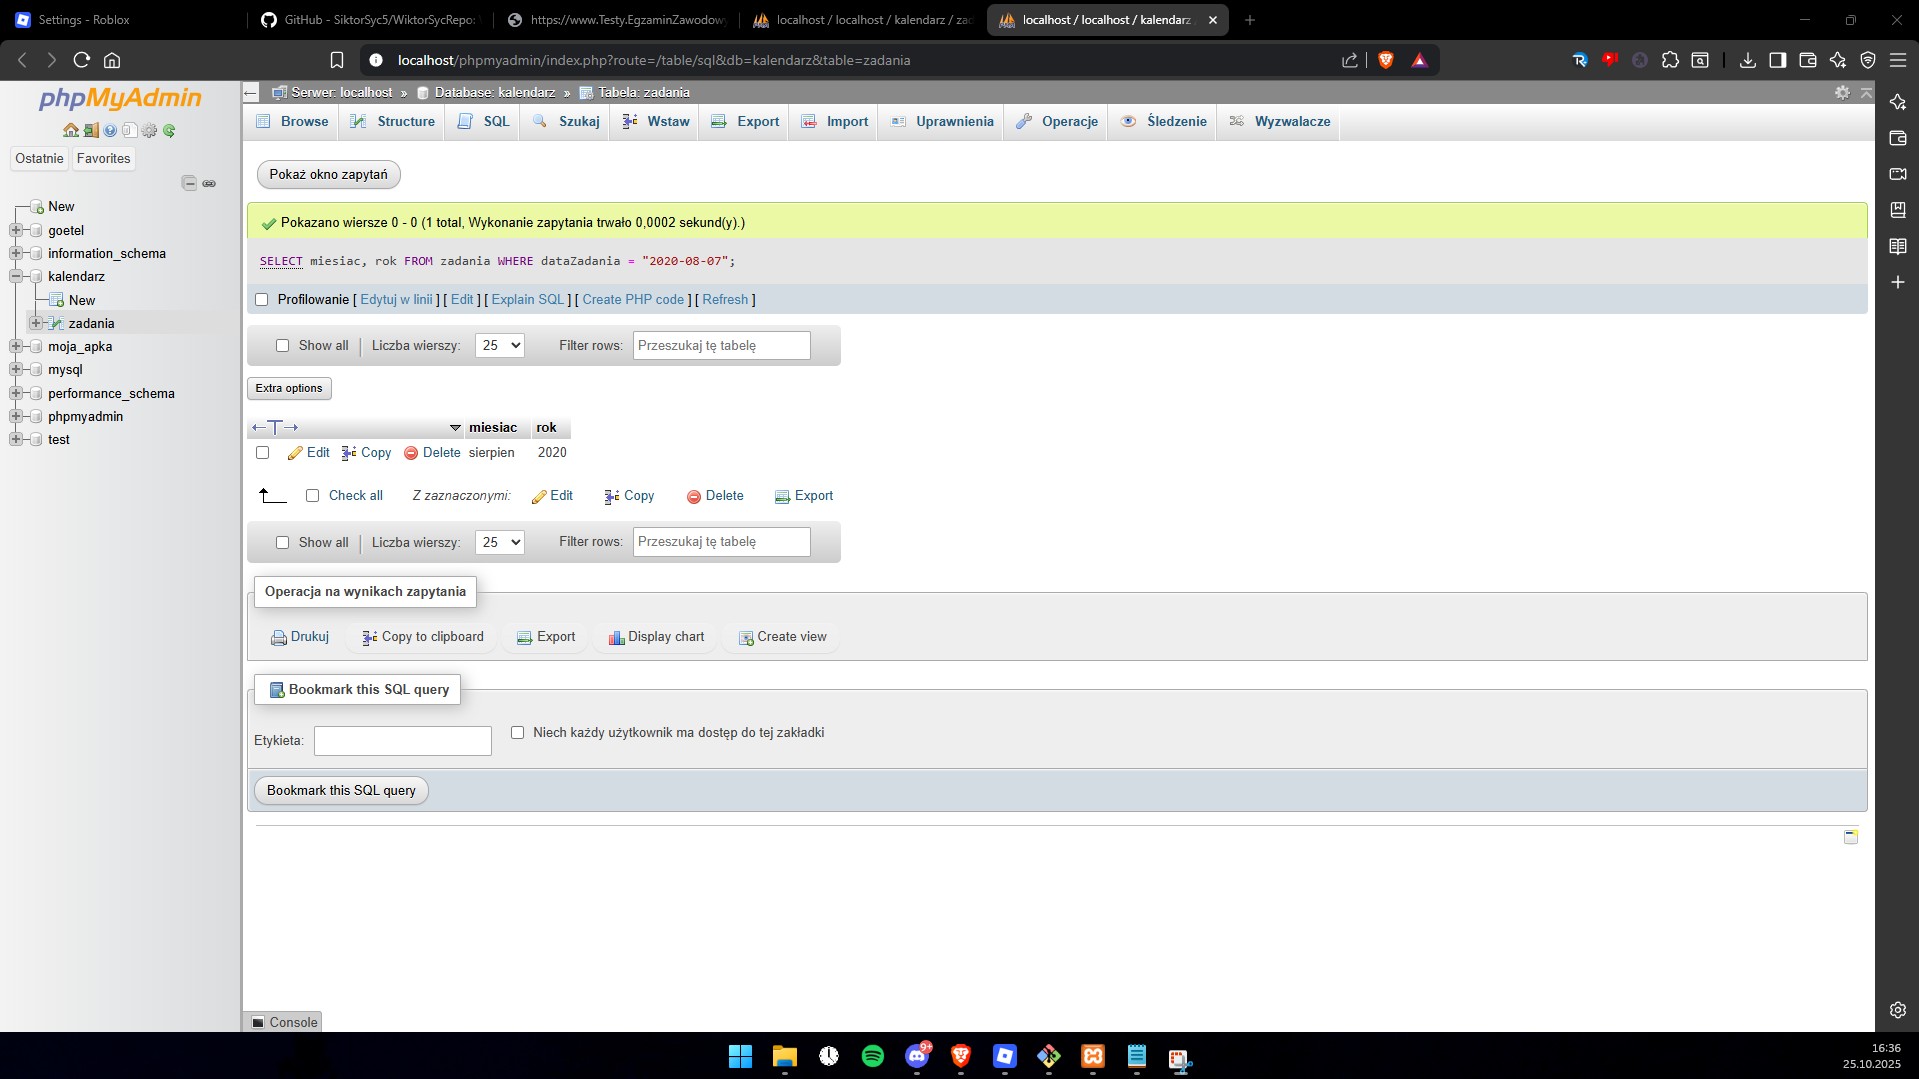 Settings - Roblox
GitHub - SiktorSyc5/WiktorSycRepo:
https://www.Testy.EgzaminZawodow
localhost / localhost / kalendarz / zad
localhost / localhost / kalendarz
localhost/phpmyadmin/index.php?route=/table/sql&db=kalendarz&table=zadania
phpMyAdmin
Ostatnie Favorites
New
goetel
information_schema
kalendarz
New
zadania
moja_apka
mysql
performance_schema
phpmyadmin
test
Serwer: localhost » Database: kalendarz » Tabela: zadania
Browse Structure SQL Szukaj Wstaw Export Import Uprawnienia Operacje Śledzenie Wyzwalacze
Pokaż okno zapytań
Pokazano wiersze 0 - 0 (1 total, Wykonanie zapytania trwało 0,0002 sekund(y).)
SELECT miesiac, rok FROM zadania WHERE dataZadania = "2020-08-07";
Profilowanie [ Edytuj w linii ] [ Edit ] [ Explain SQL ] [ Create PHP code ] [ Refresh ]
Show all Liczba wierszy: 25 Filter rows: Przeszukaj tę tabelę
Extra options
←T→ miesiac rok
Edit Copy Delete sierpien 2020
Check all Z zaznaczonymi: Edit Copy Delete Export
Show all Liczba wierszy: 25 Filter rows: Przeszukaj tę tabelę
Operacja na wynikach zapytania
Drukuj Copy to clipboard Export Display chart Create view
Bookmark this SQL query
Etykieta: Niech każdy użytkownik ma dostęp do tej zakładki
Bookmark this SQL query
Console
9+
16:36
25.10.2025